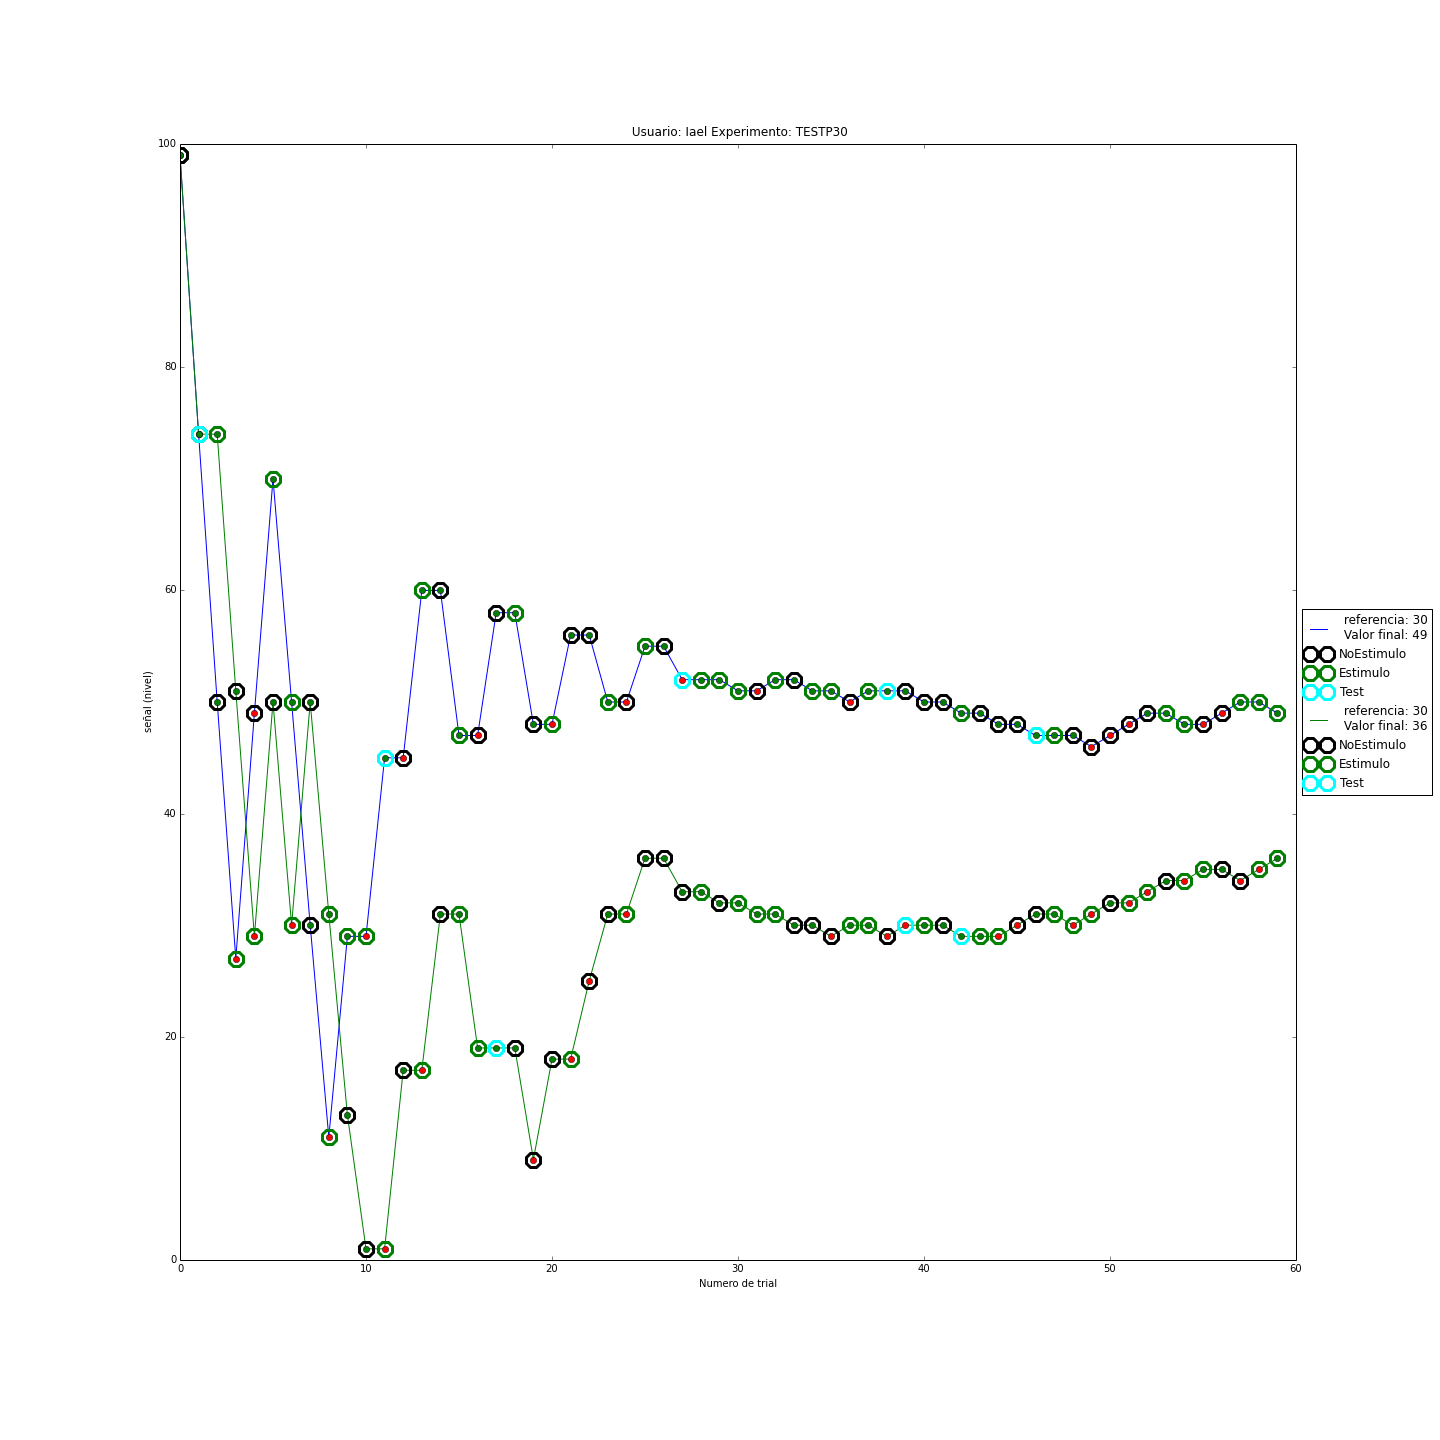 Usuario: Iael Experimento: TESTP30
100
80
60
40
20
0
señal (nivel)
0 10 20 30 40 50 60
Numero de trial
referencia: 30
Valor final: 49
NoEstimulo
Estimulo
Test
referencia: 30
Valor final: 36
NoEstimulo
Estimulo
Test